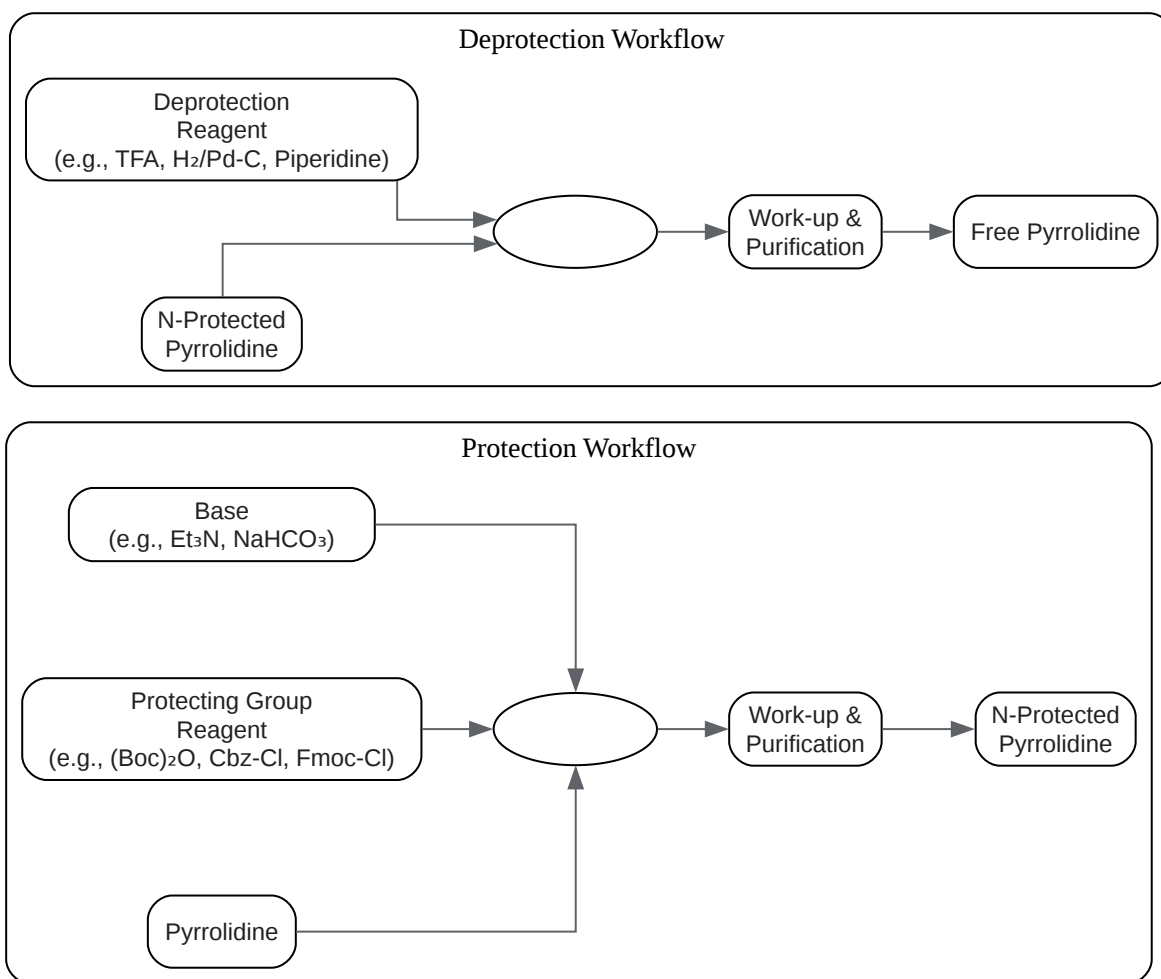 Deprotection Workflow
Deprotection
Reagent
(e.g., TFA, H₂/Pd-C, Piperidine)
N-Protected
Pyrrolidine
Work-up &
Purification
Free Pyrrolidine
Protection Workflow
Base
(e.g., Et₃N, NaHCO₃)
Protecting Group
Reagent
(e.g., (Boc)₂O, Cbz-Cl, Fmoc-Cl)
Pyrrolidine
Work-up &
Purification
N-Protected
Pyrrolidine